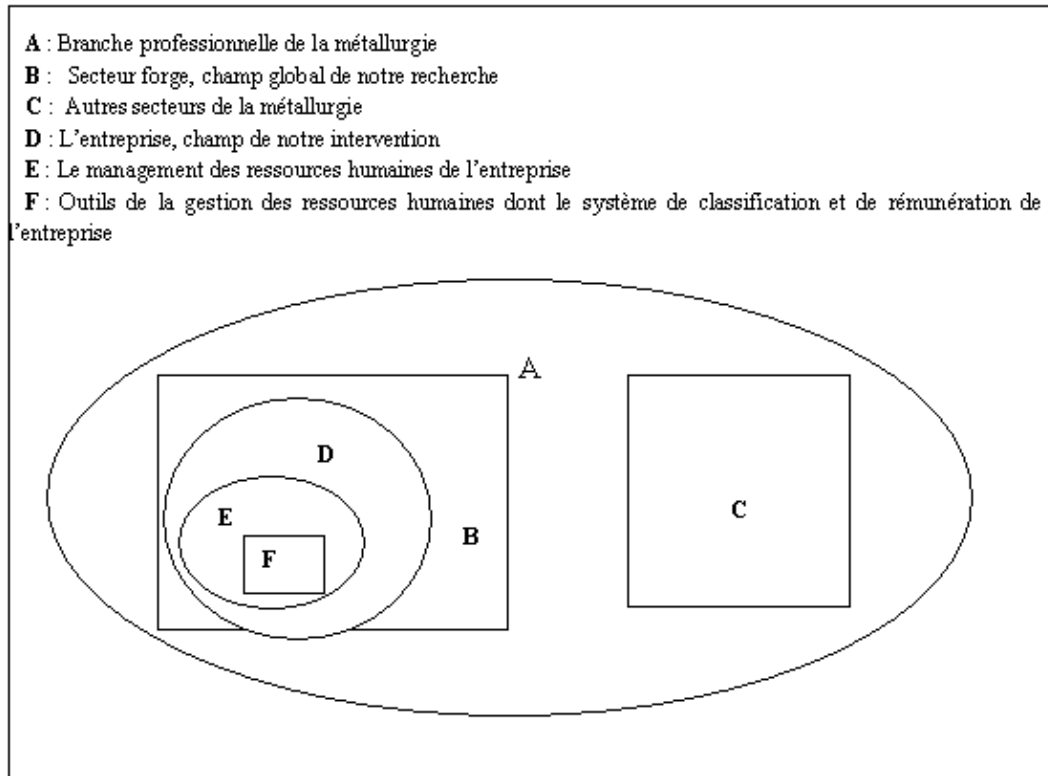 A : Branche professionnelle de la métallurgie
B :  Secteur forge, champ global de notre recherche
C :  Autres secteurs de la métallurgie
D : L'entreprise, champ de notre intervention
E : Le management des ressources humaines de l'entreprise
F : Outils de la gestion des ressources humaines dont le système de classification et de rémunération de
l'entreprise
A
D
E
B
F
C